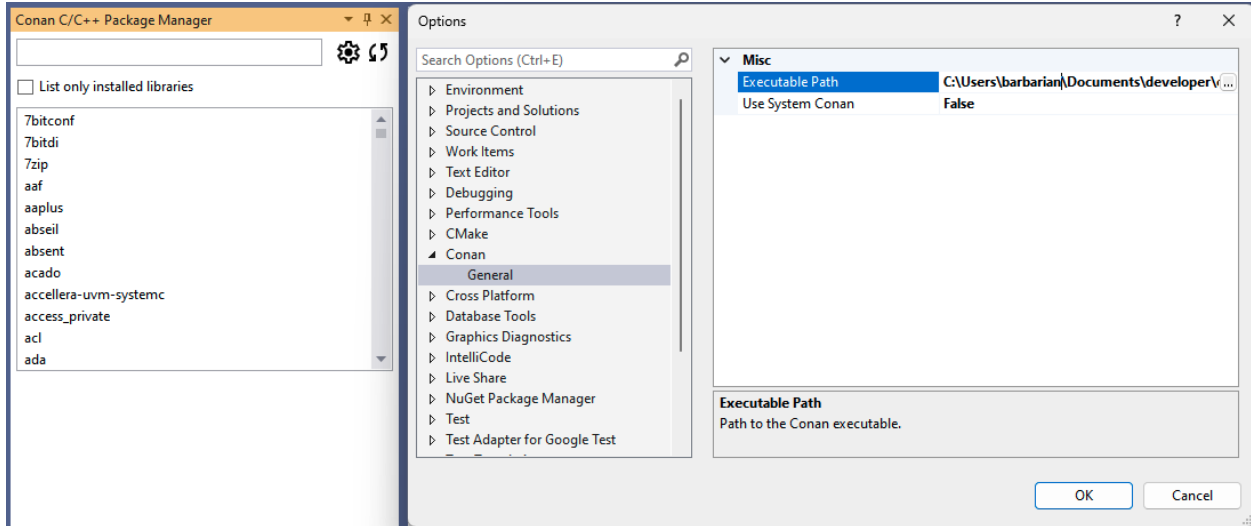 Conan C/C++ Package Manager
List only installed libraries
7bitconf
7bitdi
7zip
aaf
aaplus
abseil
absent
acado
accellera-uvm-systemc
access_private
acl
ada
Options
?
Search Options (Ctrl+E)
Environment
Projects and Solutions
Source Control
Work Items
Text Editor
Debugging
Performance Tools
CMake
Conan
General
Cross Platform
Database Tools
Graphics Diagnostics
IntelliCode
Live Share
NuGet Package Manager
Test
Test Adapter for Google Test
Misc
Executable Path C:\Users\barbarian\Documents\developer\ ...
Use System Conan False
Executable Path
Path to the Conan executable.
OK Cancel